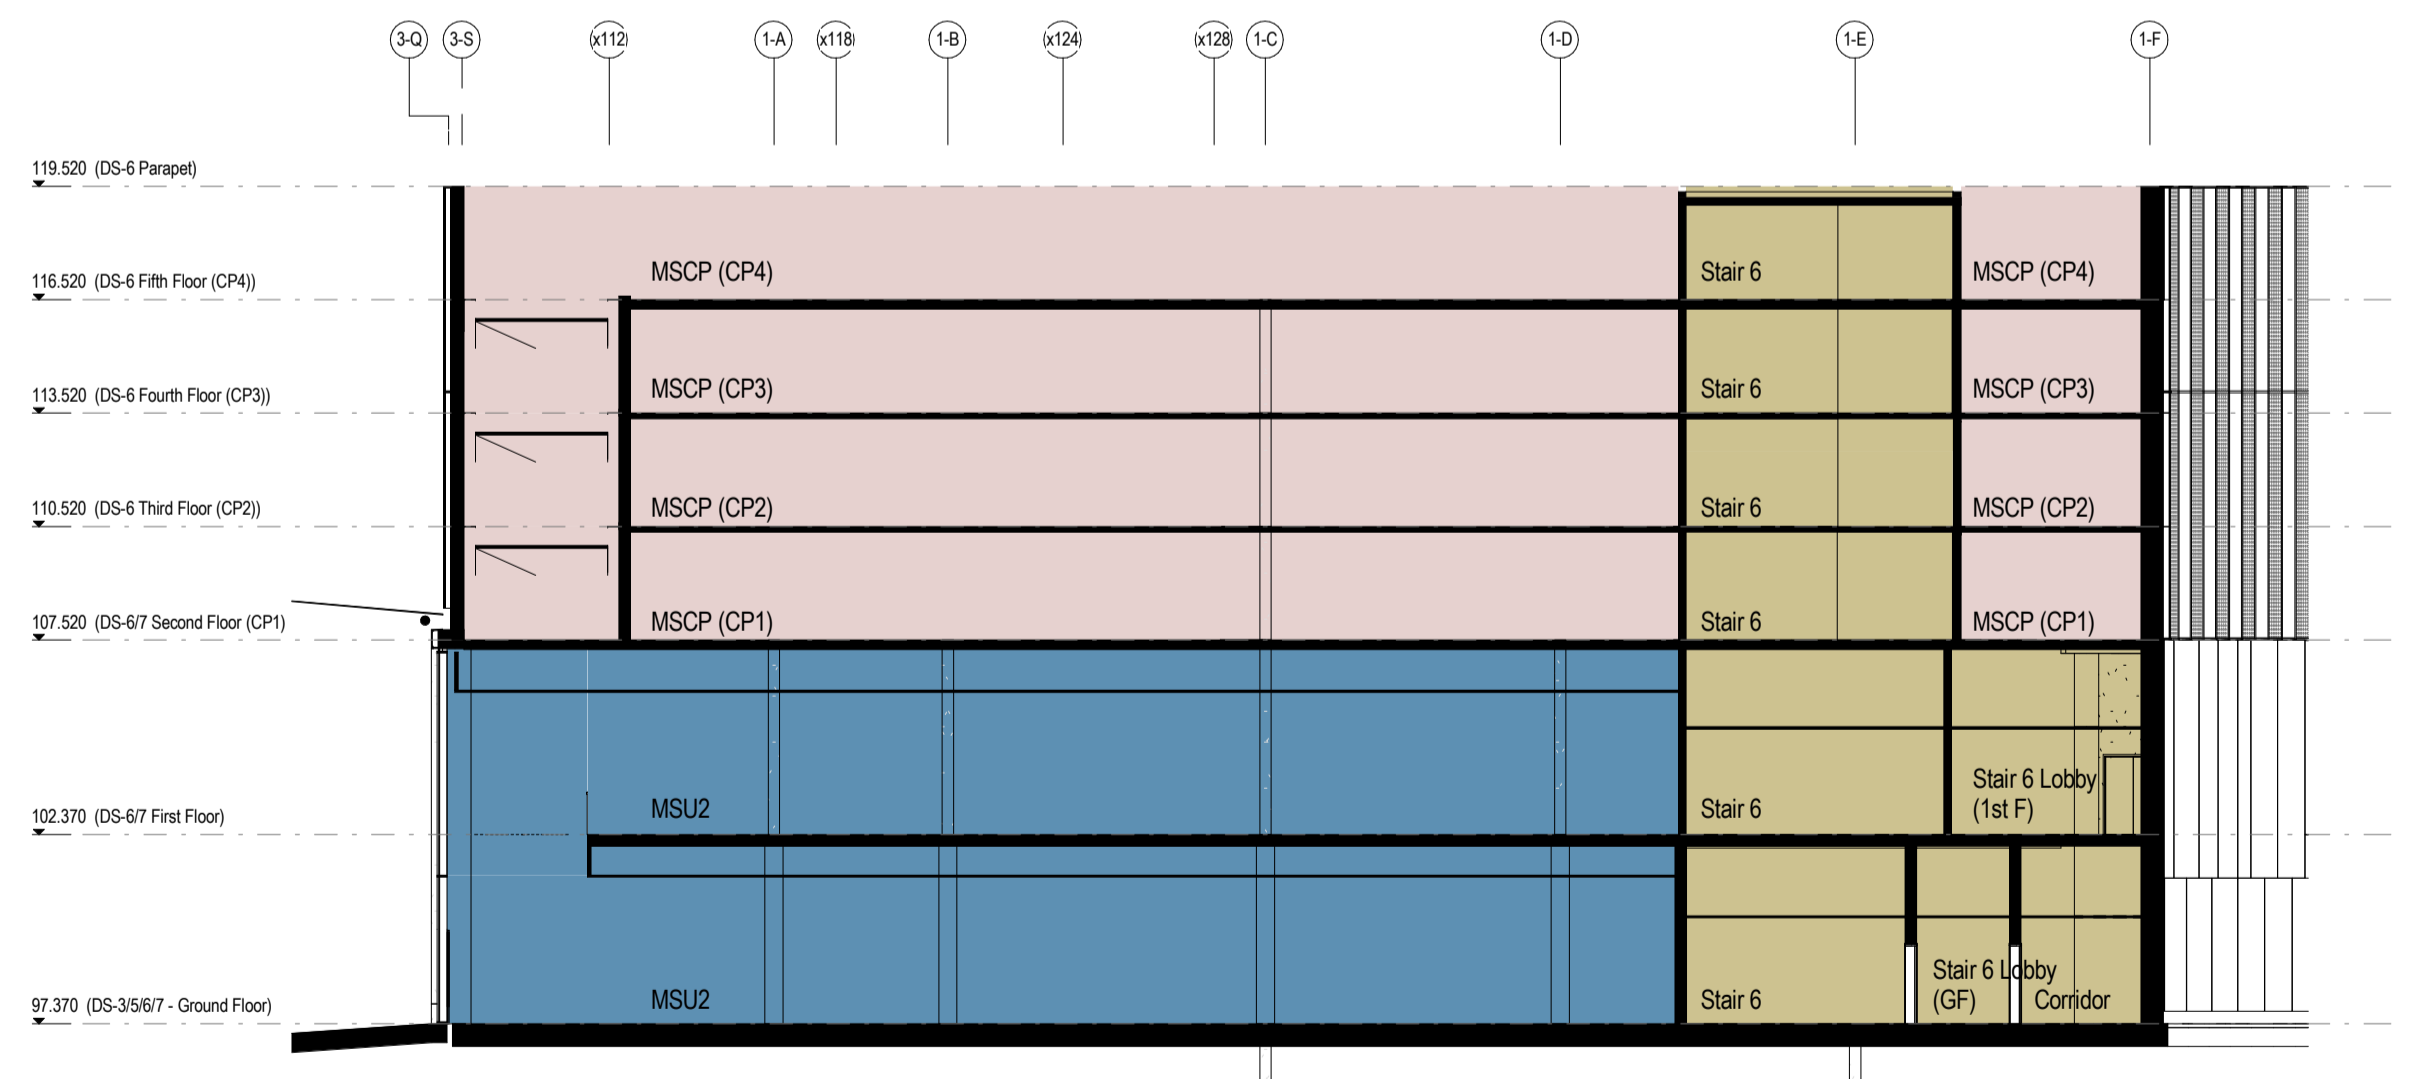 3-Q 3-S x112 1-A x118 1-B x124 x128 1-C 1-D 1-E 1-F
119.520 (DS-6 Parapet)
116.520 (DS-6 Fifth Floor (CP4))
MSCP (CP4) Stair 6 MSCP (CP4)
113.520 (DS-6 Fourth Floor (CP3))
MSCP (CP3) Stair 6 MSCP (CP3)
110.520 (DS-6 Third Floor (CP2))
MSCP (CP2) Stair 6 MSCP (CP2)
107.520 (DS-6/7 Second Floor (CP1)
MSCP (CP1) Stair 6 MSCP (CP1)
102.370 (DS-6/7 First Floor)
MSU2 Stair 6
Stair 6 Lobby
(1st F)
97.370 (DS-3/5/6/7 - Ground Floor)
MSU2 Stair 6
Stair 6 Lobby
(GF) Corridor